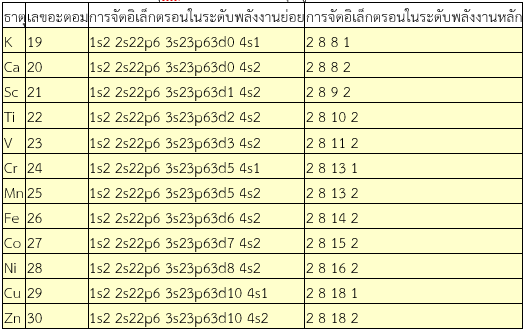 ธาตุ เลขอะตอม การจัดอิเล็กตรอนในระดับพลังงานย่อย การจัดอิเล็กตรอนในระดับพลังงานหลัก
K 19 1s2 2s22p6 3s23p63d0 4s1 2 8 8 1
Ca 20 1s2 2s22p6 3s23p63d0 4s2 2 8 8 2
Sc 21 1s2 2s22p6 3s23p63d1 4s2 2 8 9 2
Ti 22 1s2 2s22p6 3s23p63d2 4s2 2 8 10 2
V 23 1s2 2s22p6 3s23p63d3 4s2 2 8 11 2
Cr 24 1s2 2s22p6 3s23p63d5 4s1 2 8 13 1
Mn 25 1s2 2s22p6 3s23p63d5 4s2 2 8 13 2
Fe 26 1s2 2s22p6 3s23p63d6 4s2 2 8 14 2
Co 27 1s2 2s22p6 3s23p63d7 4s2 2 8 15 2
Ni 28 1s2 2s22p6 3s23p63d8 4s2 2 8 16 2
Cu 29 1s2 2s22p6 3s23p63d10 4s1 2 8 18 1
Zn 30 1s2 2s22p6 3s23p63d10 4s2 2 8 18 2